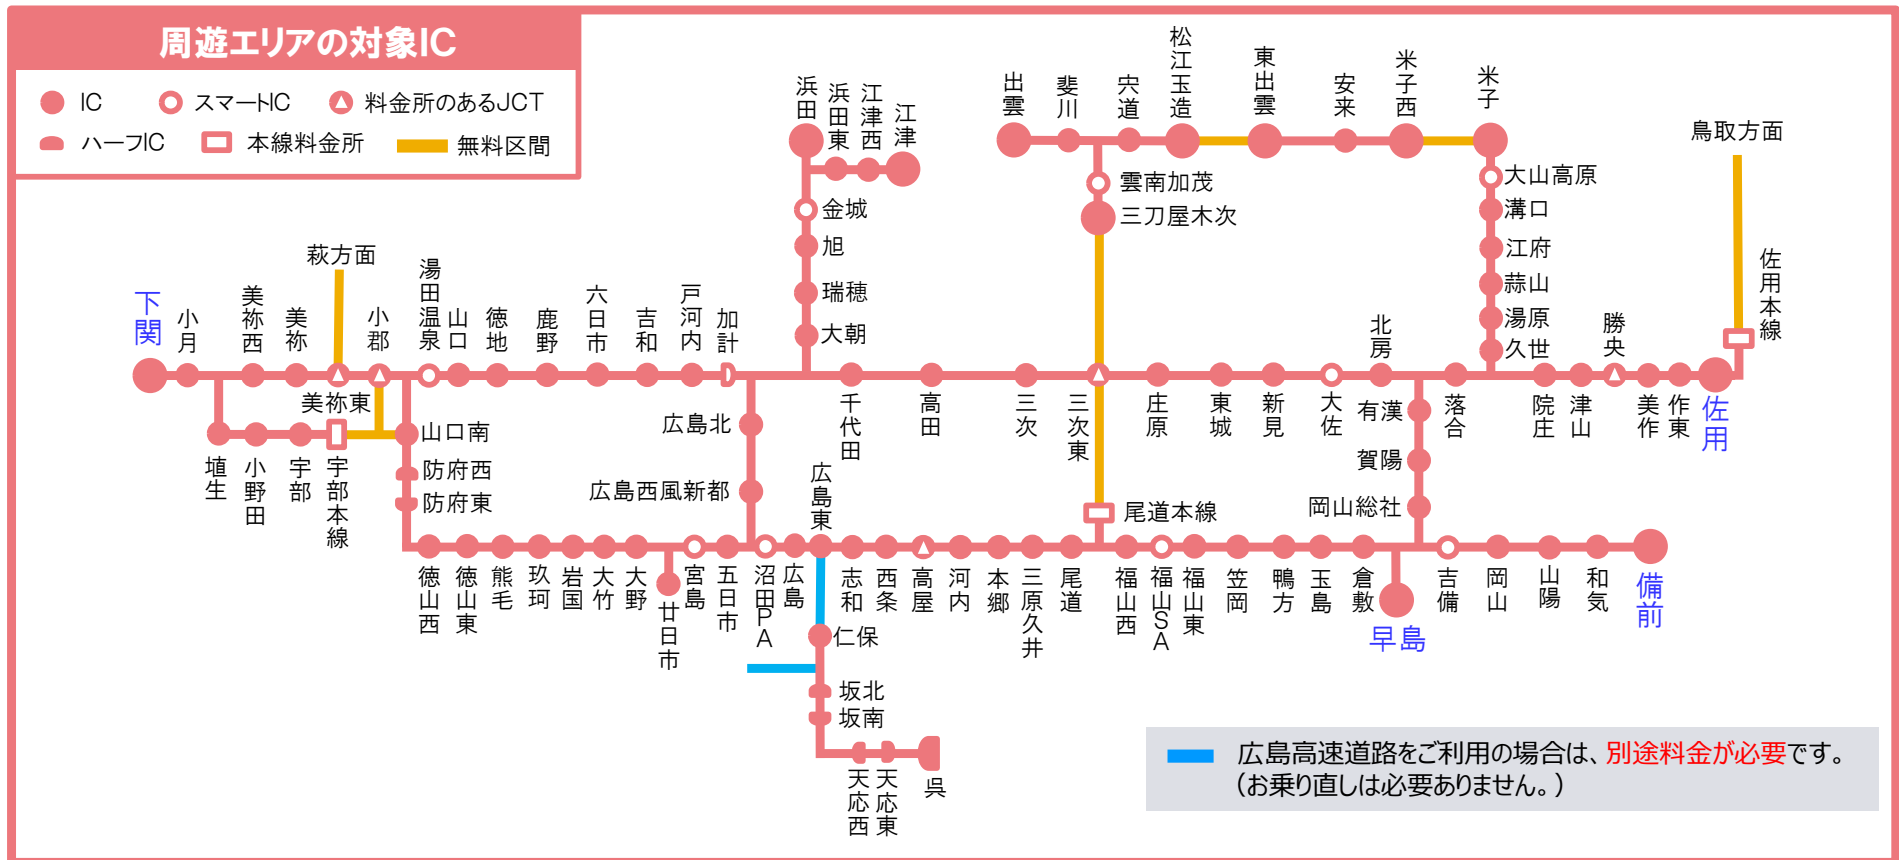 周遊エリアの対象IC
IC
スマートIC
料金所のあるJCT
ハーフIC
本線料金所
無料区間
浜田
浜田東
江津西
江津
出雲
斐川
宍道
松江玉造
東出雲
安来
米子西
米子
鳥取方面
金城
旭
瑞穂
大朝
雲南加茂
三刀屋木次
大山高原
溝口
江府
蒜山
湯原
久世
佐用本線
萩方面
下関
小月
美祢西
美祢
美祢東
小郡
湯田温泉
山口
徳地
鹿野
六日市
吉和
戸河内
加計
千代田
高田
三次
三次東
庄原
東城
新見
大佐
北房
落合
院庄
津山
勝央
美作
作東
佐用
埴生
小野田
宇部
宇部本線
山口南
防府西
防府東
広島北
広島西風新都
広島東
尾道本線
有漢
賀陽
岡山総社
徳山西
徳山東
熊毛
玖珂
岩国
大竹
大野
廿日市
宮島
五日市
沼田PA
広島
志和
西条
高屋
河内
本郷
三原久井
尾道
福山西
福山SA
福山東
笠岡
鴨方
玉島
倉敷
早島
吉備
岡山
山陽
和気
備前
仁保
坂北
坂南
天応西
天応東
呉
広島高速道路をご利用の場合は、別途料金が必要です。
（お乗り直しは必要ありません。）